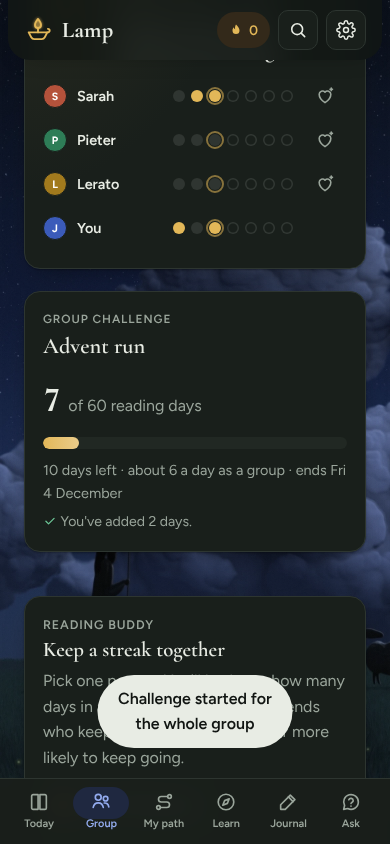 Lamp
0
S Sarah
P Pieter
L Lerato
J You
GROUP CHALLENGE
Advent run
7 of 60 reading days
10 days left · about 6 a day as a group · ends Fri
4 December
✓ You've added 2 days.
READING BUDDY
Keep a streak together
Pick one how many
days in
who more
likely to keep going.
Challenge started for
the whole group
Today
Group
My path
Learn
Journal
Ask